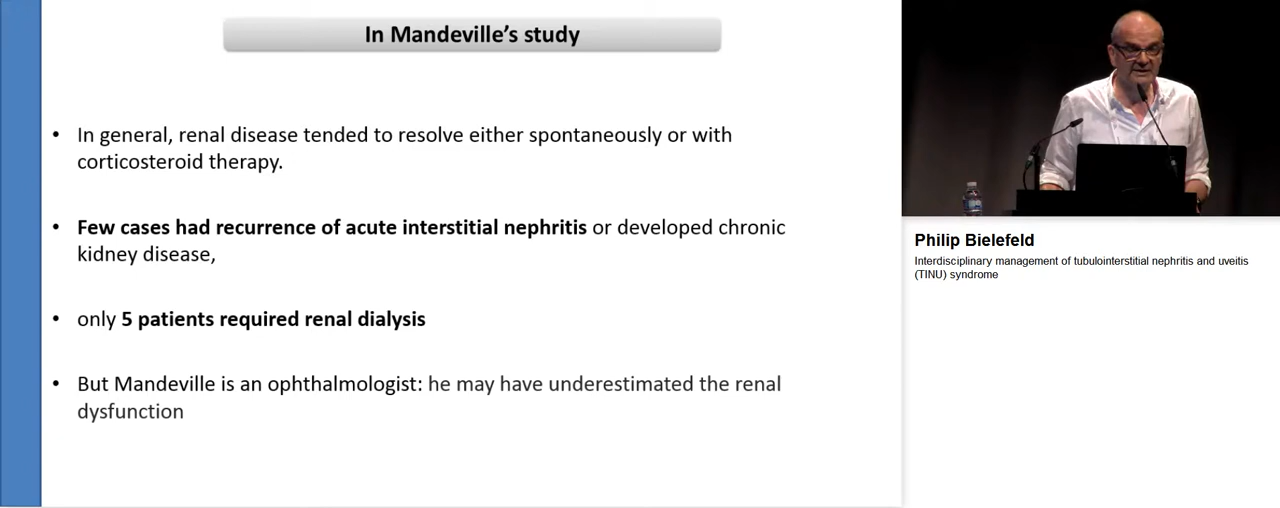 In Mandeville's study
• In general, renal disease tended to resolve either spontaneously or with
corticosteroid therapy.
• Few cases had recurrence of acute interstitial nephritis or developed chronic
kidney disease,
• only 5 patients required renal dialysis
• But Mandeville is an ophthalmologist: he may have underestimated the renal
dysfunction
Philip Bielefeld
Interdisciplinary management of tubulointerstitial nephritis and uveitis
(TINU) syndrome